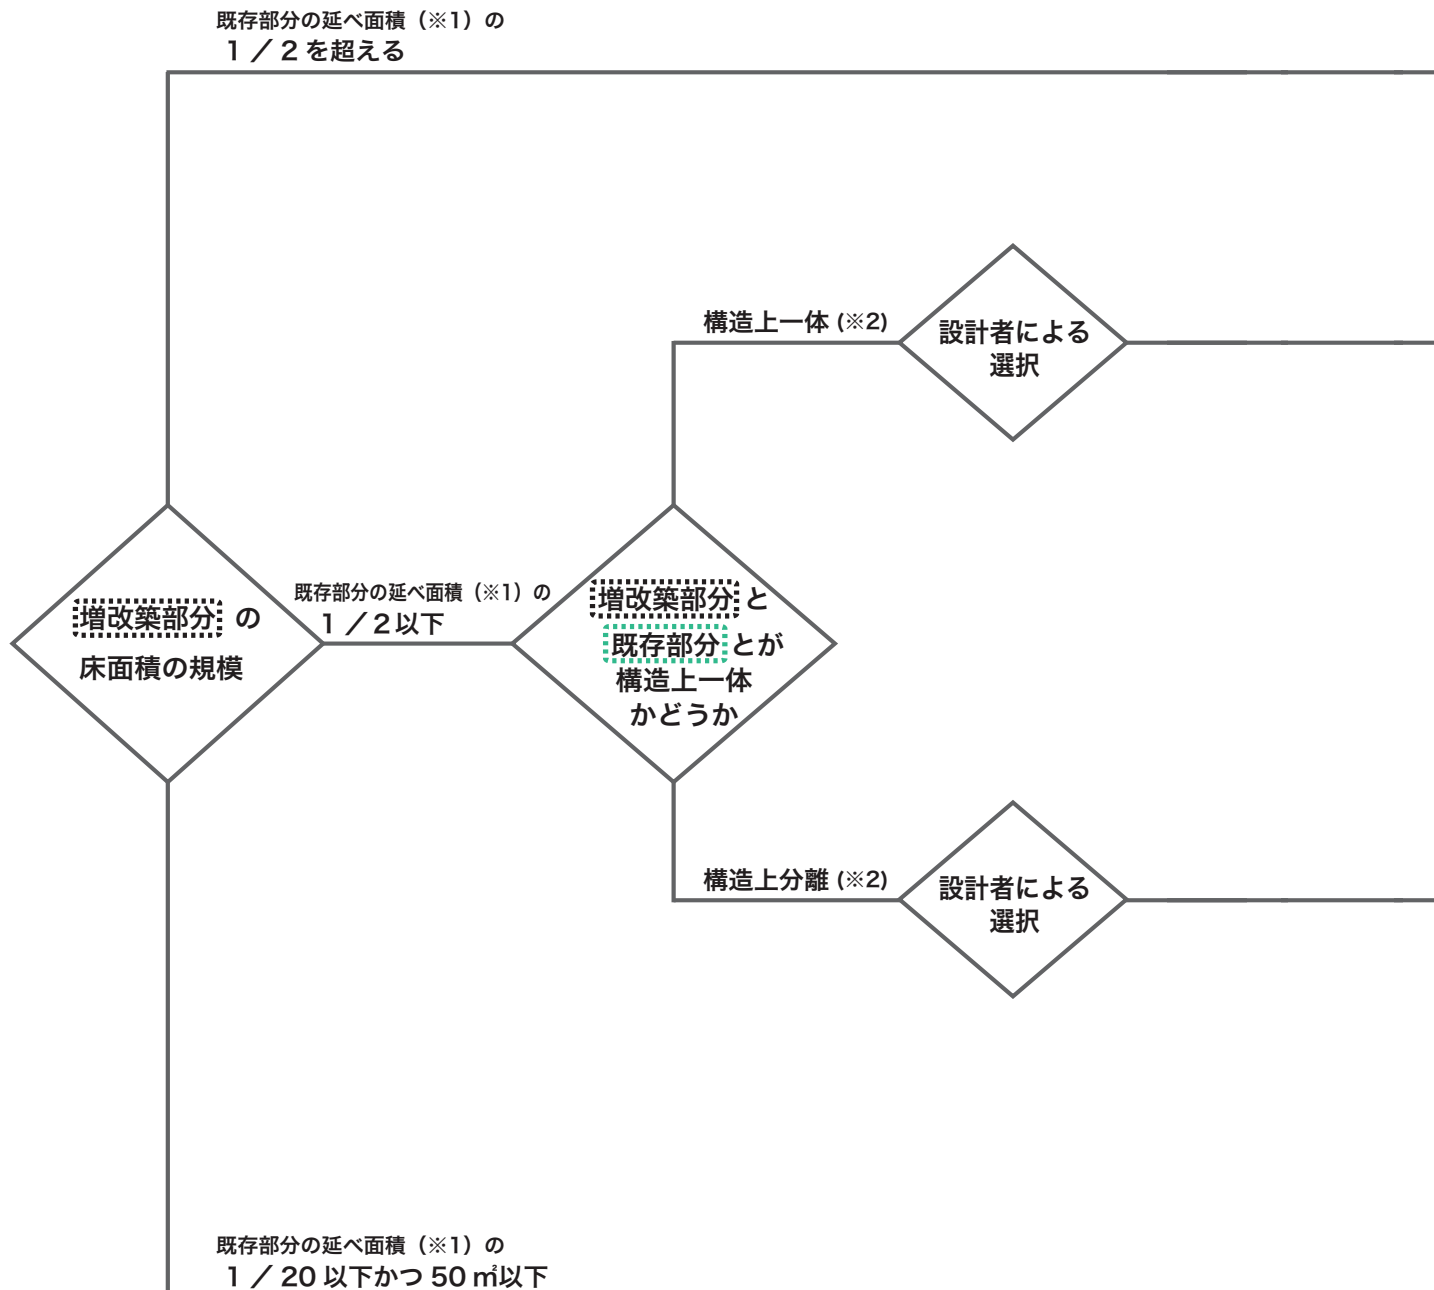 既存部分の延べ面積（※1）の
1／2を超える
構造上一体 (※2)
設計者による
選択
既存部分の延べ面積（※1）の
1／2以下
増改築部分 の
床面積の規模
増改築部分 と
既存部分 とが
構造上一体
かどうか
構造上分離 (※2)
設計者による
選択
既存部分の延べ面積（※1）の
1／20 以下かつ 50 ㎡以下